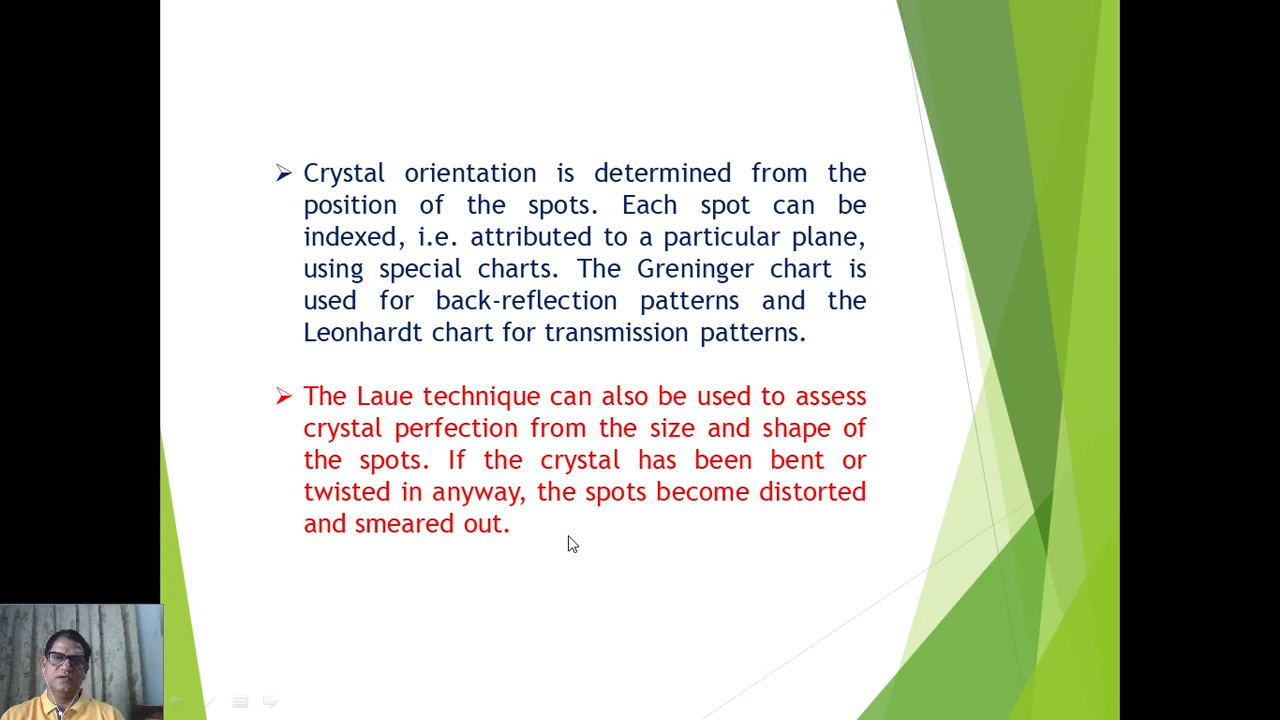 Crystal orientation is determined from the
position of the spots. Each spot can be
indexed, i.e. attributed to a particular plane,
using special charts. The Greninger chart is
used for back-reflection patterns and the
Leonhardt chart for transmission patterns.
The Laue technique can also be used to assess
crystal perfection from the size and shape of
the spots. If the crystal has been bent or
twisted in anyway, the spots become distorted
and smeared out.